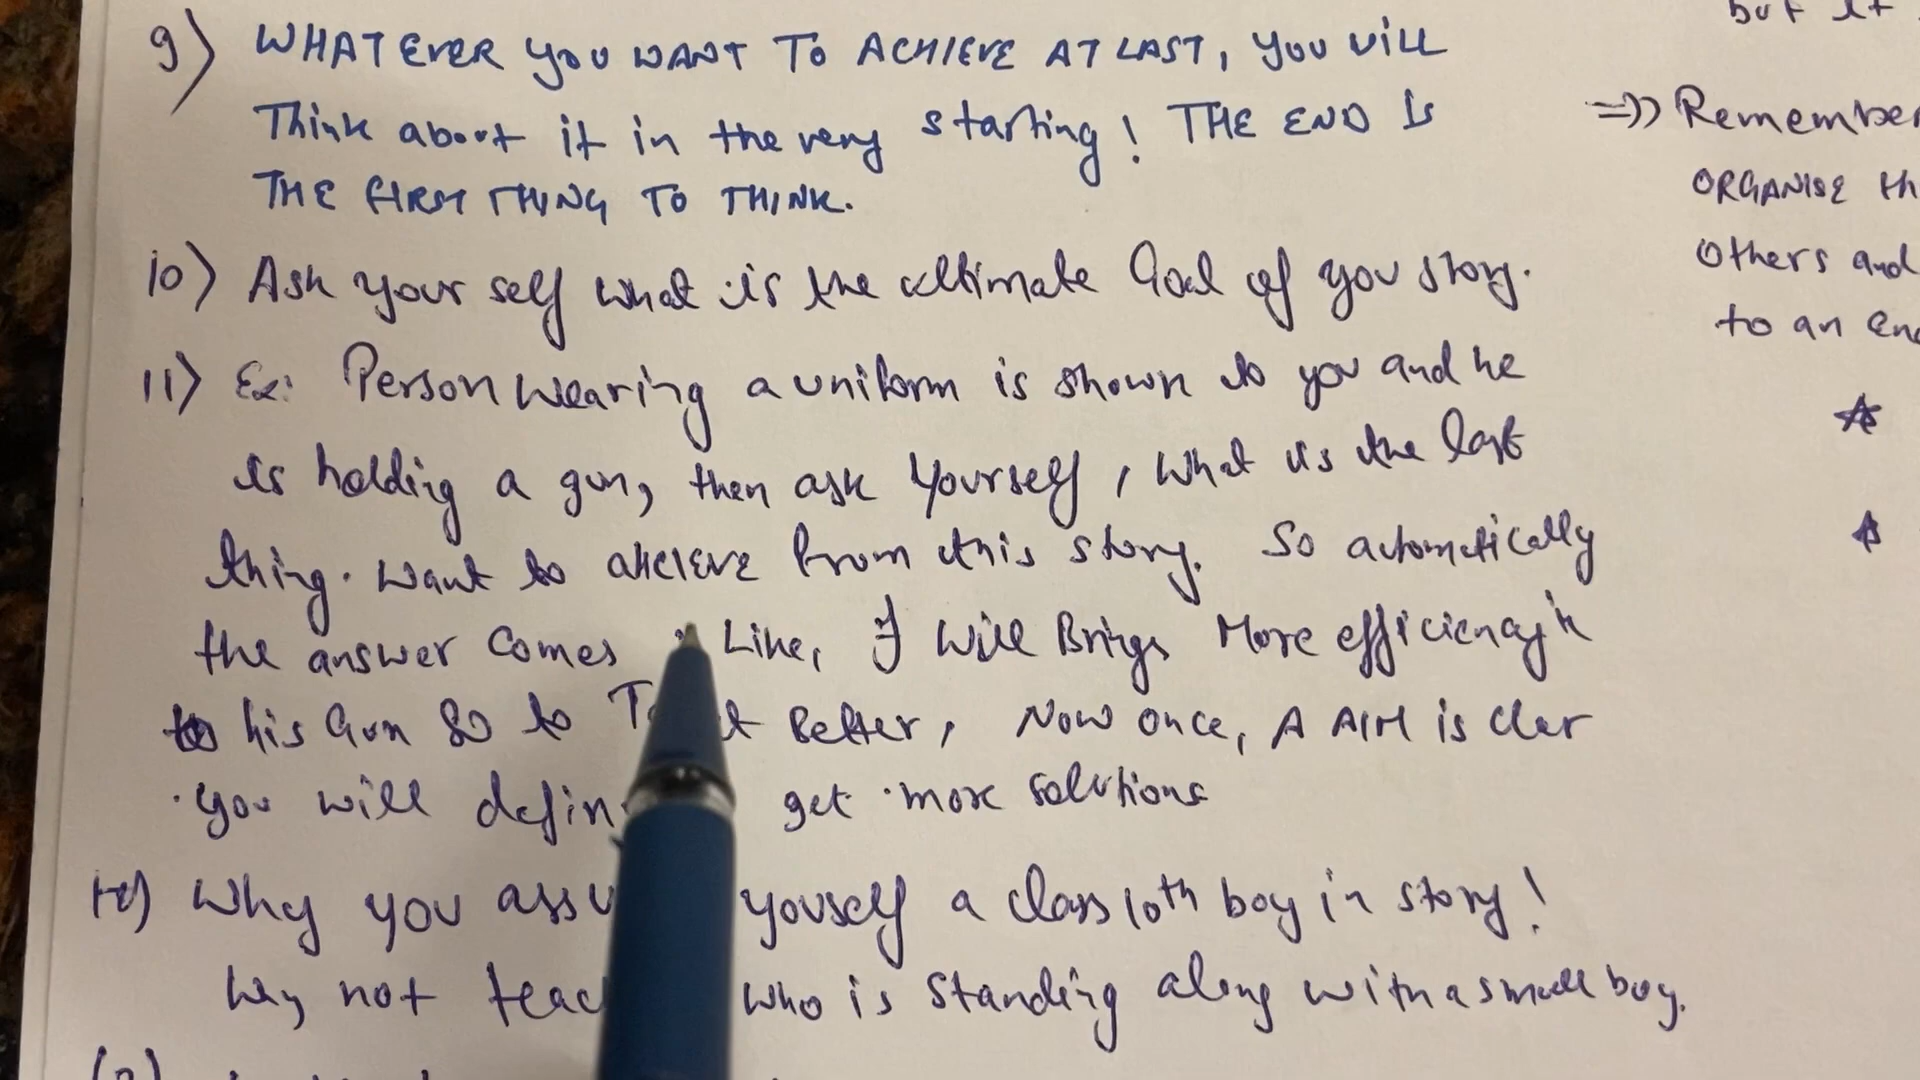 9) WHATEVER YOU WANT TO ACHIEVE AT LAST, YOU VILL
Think about it in the very starting! THE END IS
THE FIRST THING TO THINK.
10) Ask your self what is the ultimate Goal of you story.
11) Ex: Person wearing a uniform is shown to you and he
is holding a gun, then ask yourself, what is the last
thing. want to from this story. So automatically
the answer comes Like, I will Brings More efficiency in
his Gun So to Better, Now once, A AIM is cler
you will get more solutions
Why you yourself a class 10th boy in story!
why not who is standing along with a small boy.
but it
=>> Remember
ORGANISE
Others and
to an